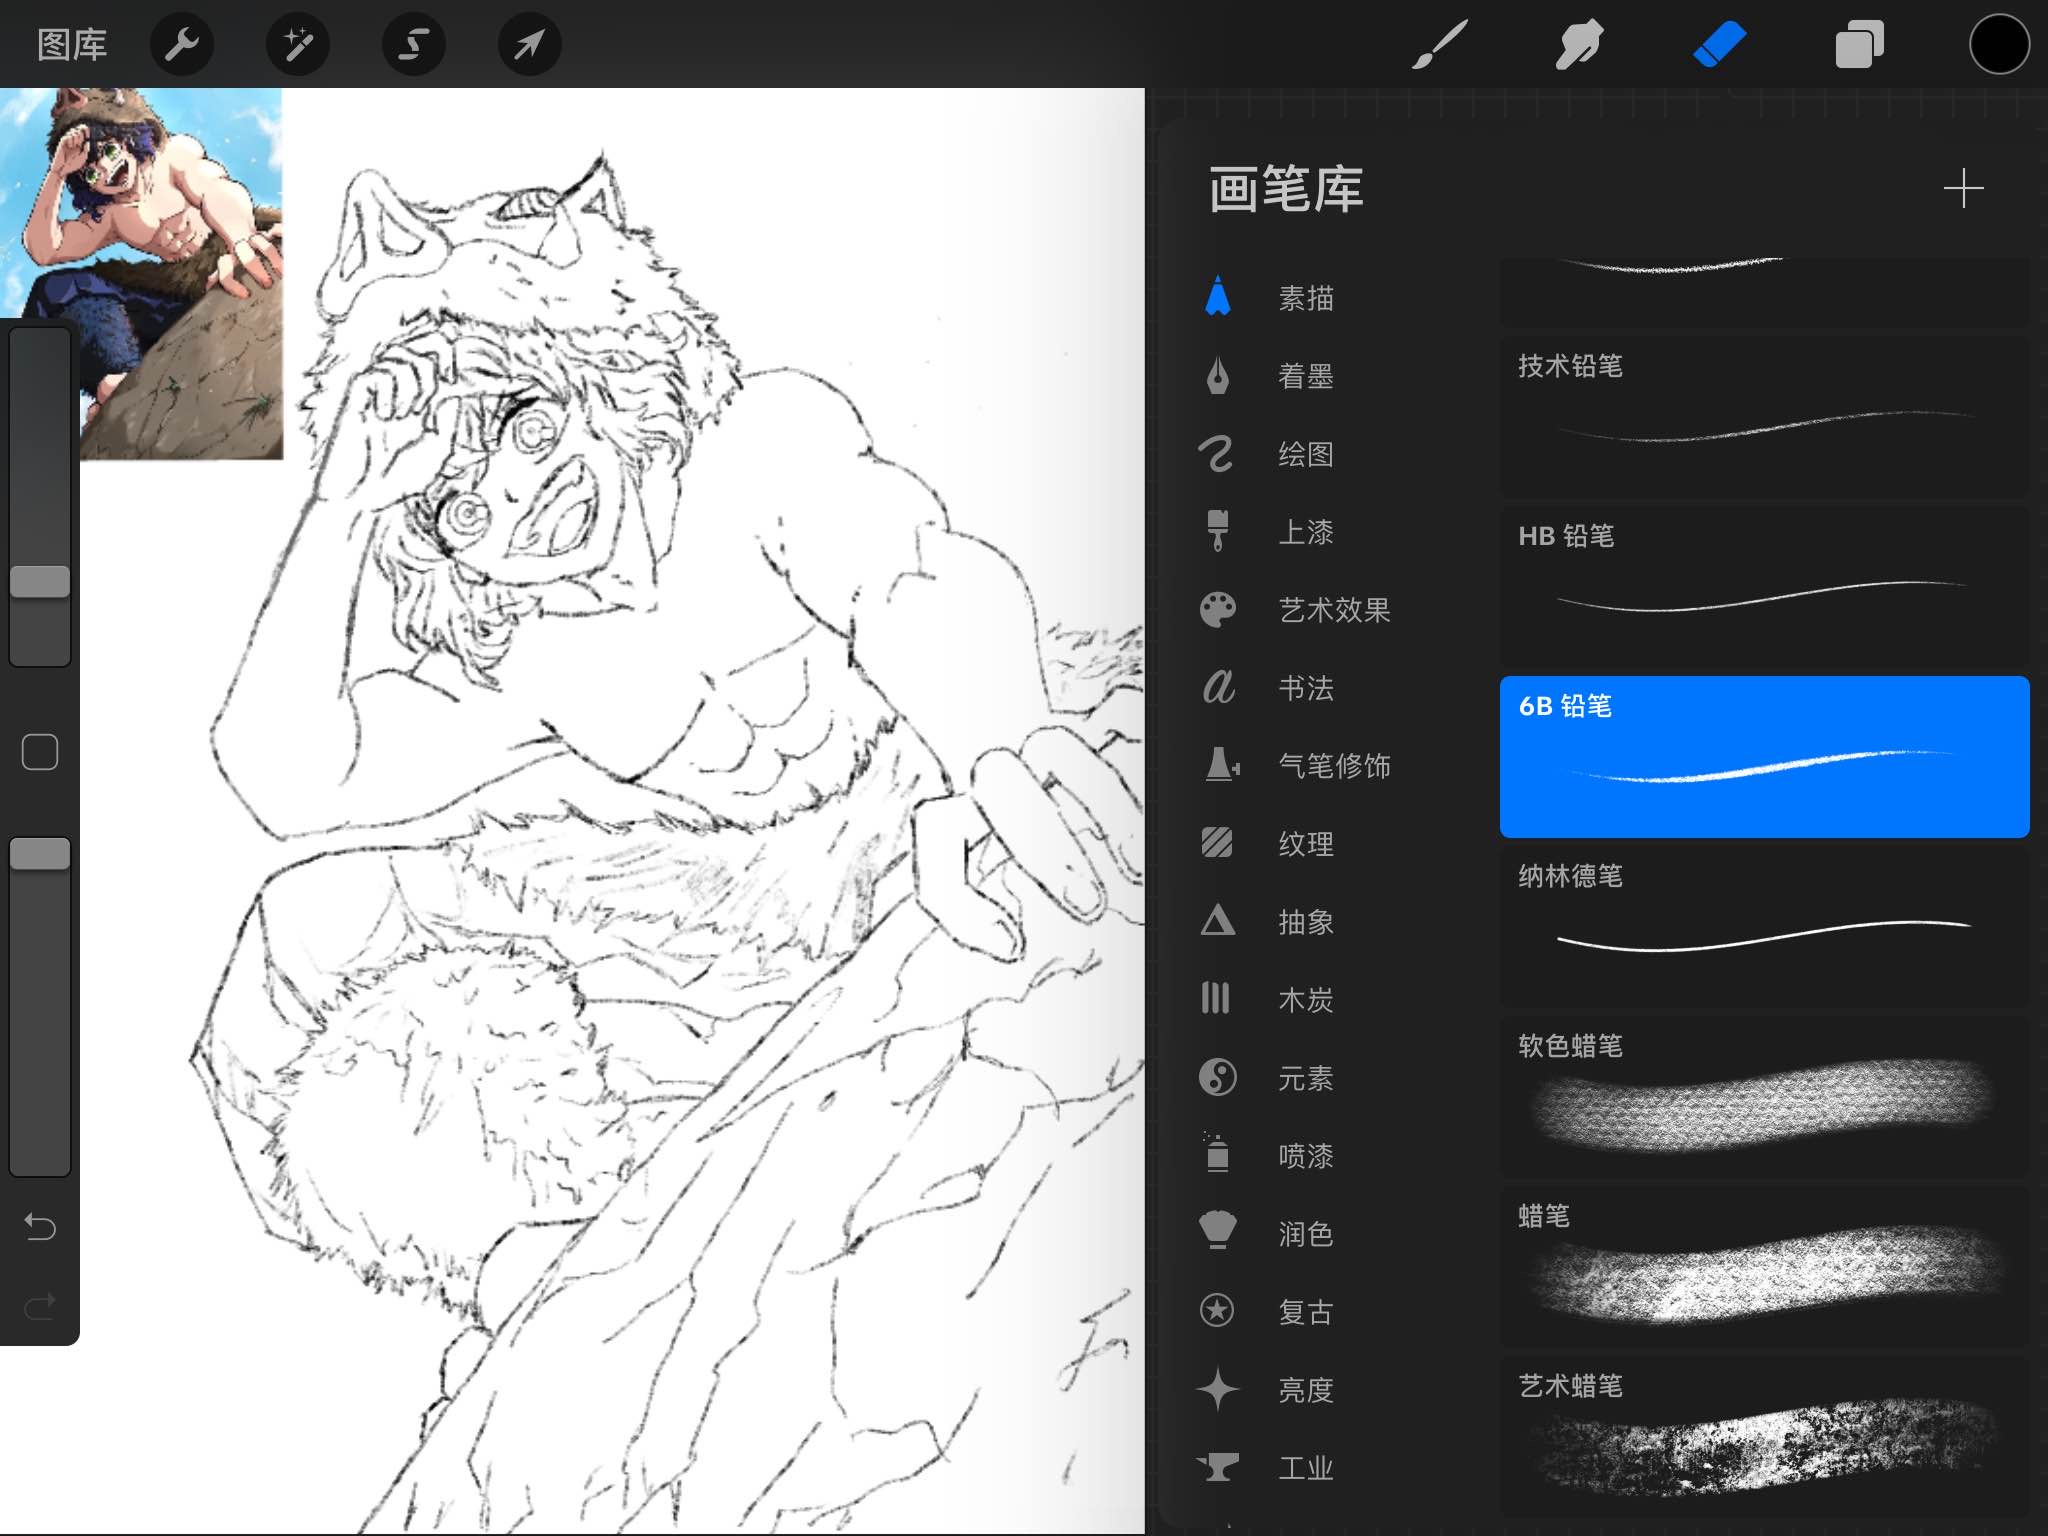 图库
画笔库
素描
着墨
绘图
上漆
艺术效果
书法
气笔修饰
纹理
抽象
木炭
元素
喷漆
润色
复古
亮度
工业
技术铅笔
HB 铅笔
6B 铅笔
纳林德笔
软色蜡笔
蜡笔
艺术蜡笔